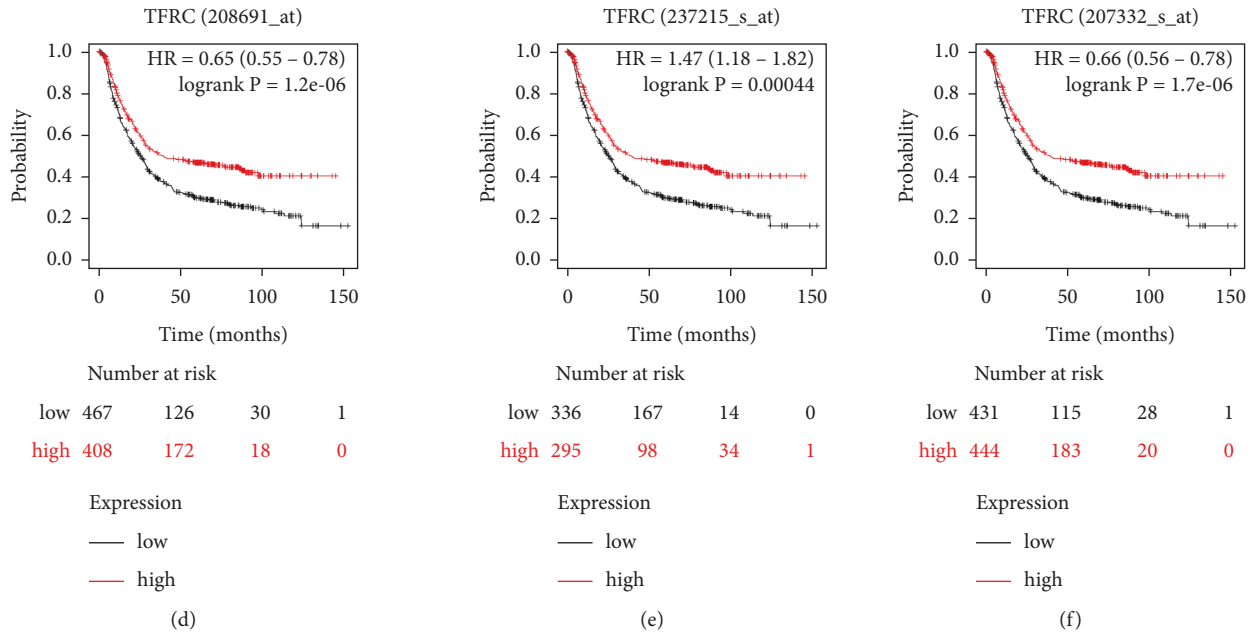 TFRC (208691_at)
HR = 0.65 (0.55 – 0.78)
logrank P = 1.2e-06
Probability
1.0
0.8
0.6
0.4
0.2
0.0
0 50 100 150
Time (months)
Number at risk
low 467 126 30 1
high 408 172 18 0
Expression
low
high
(d)
TFRC (237215_s_at)
HR = 1.47 (1.18 – 1.82)
logrank P = 0.00044
Probability
1.0
0.8
0.6
0.4
0.2
0.0
0 50 100 150
Time (months)
Number at risk
low 336 167 14 0
high 295 98 34 1
Expression
low
high
(e)
TFRC (207332_s_at)
HR = 0.66 (0.56 – 0.78)
logrank P = 1.7e-06
Probability
1.0
0.8
0.6
0.4
0.2
0.0
0 50 100 150
Time (months)
Number at risk
low 431 115 28 1
high 444 183 20 0
Expression
low
high
(f)